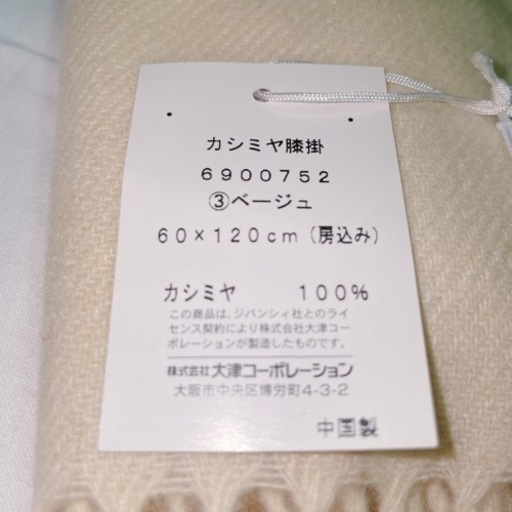 カシミヤ膝掛
6900752
③ベージュ
60×120cm(房込み)
カシミヤ 100%
この商品は、ジバンシィ社とのライ
センス契約により株式会社大津コー
ポレーションが製造したものです。
株式会社大津コーポレーション
大阪市中央区博労町4-3-2
中国製